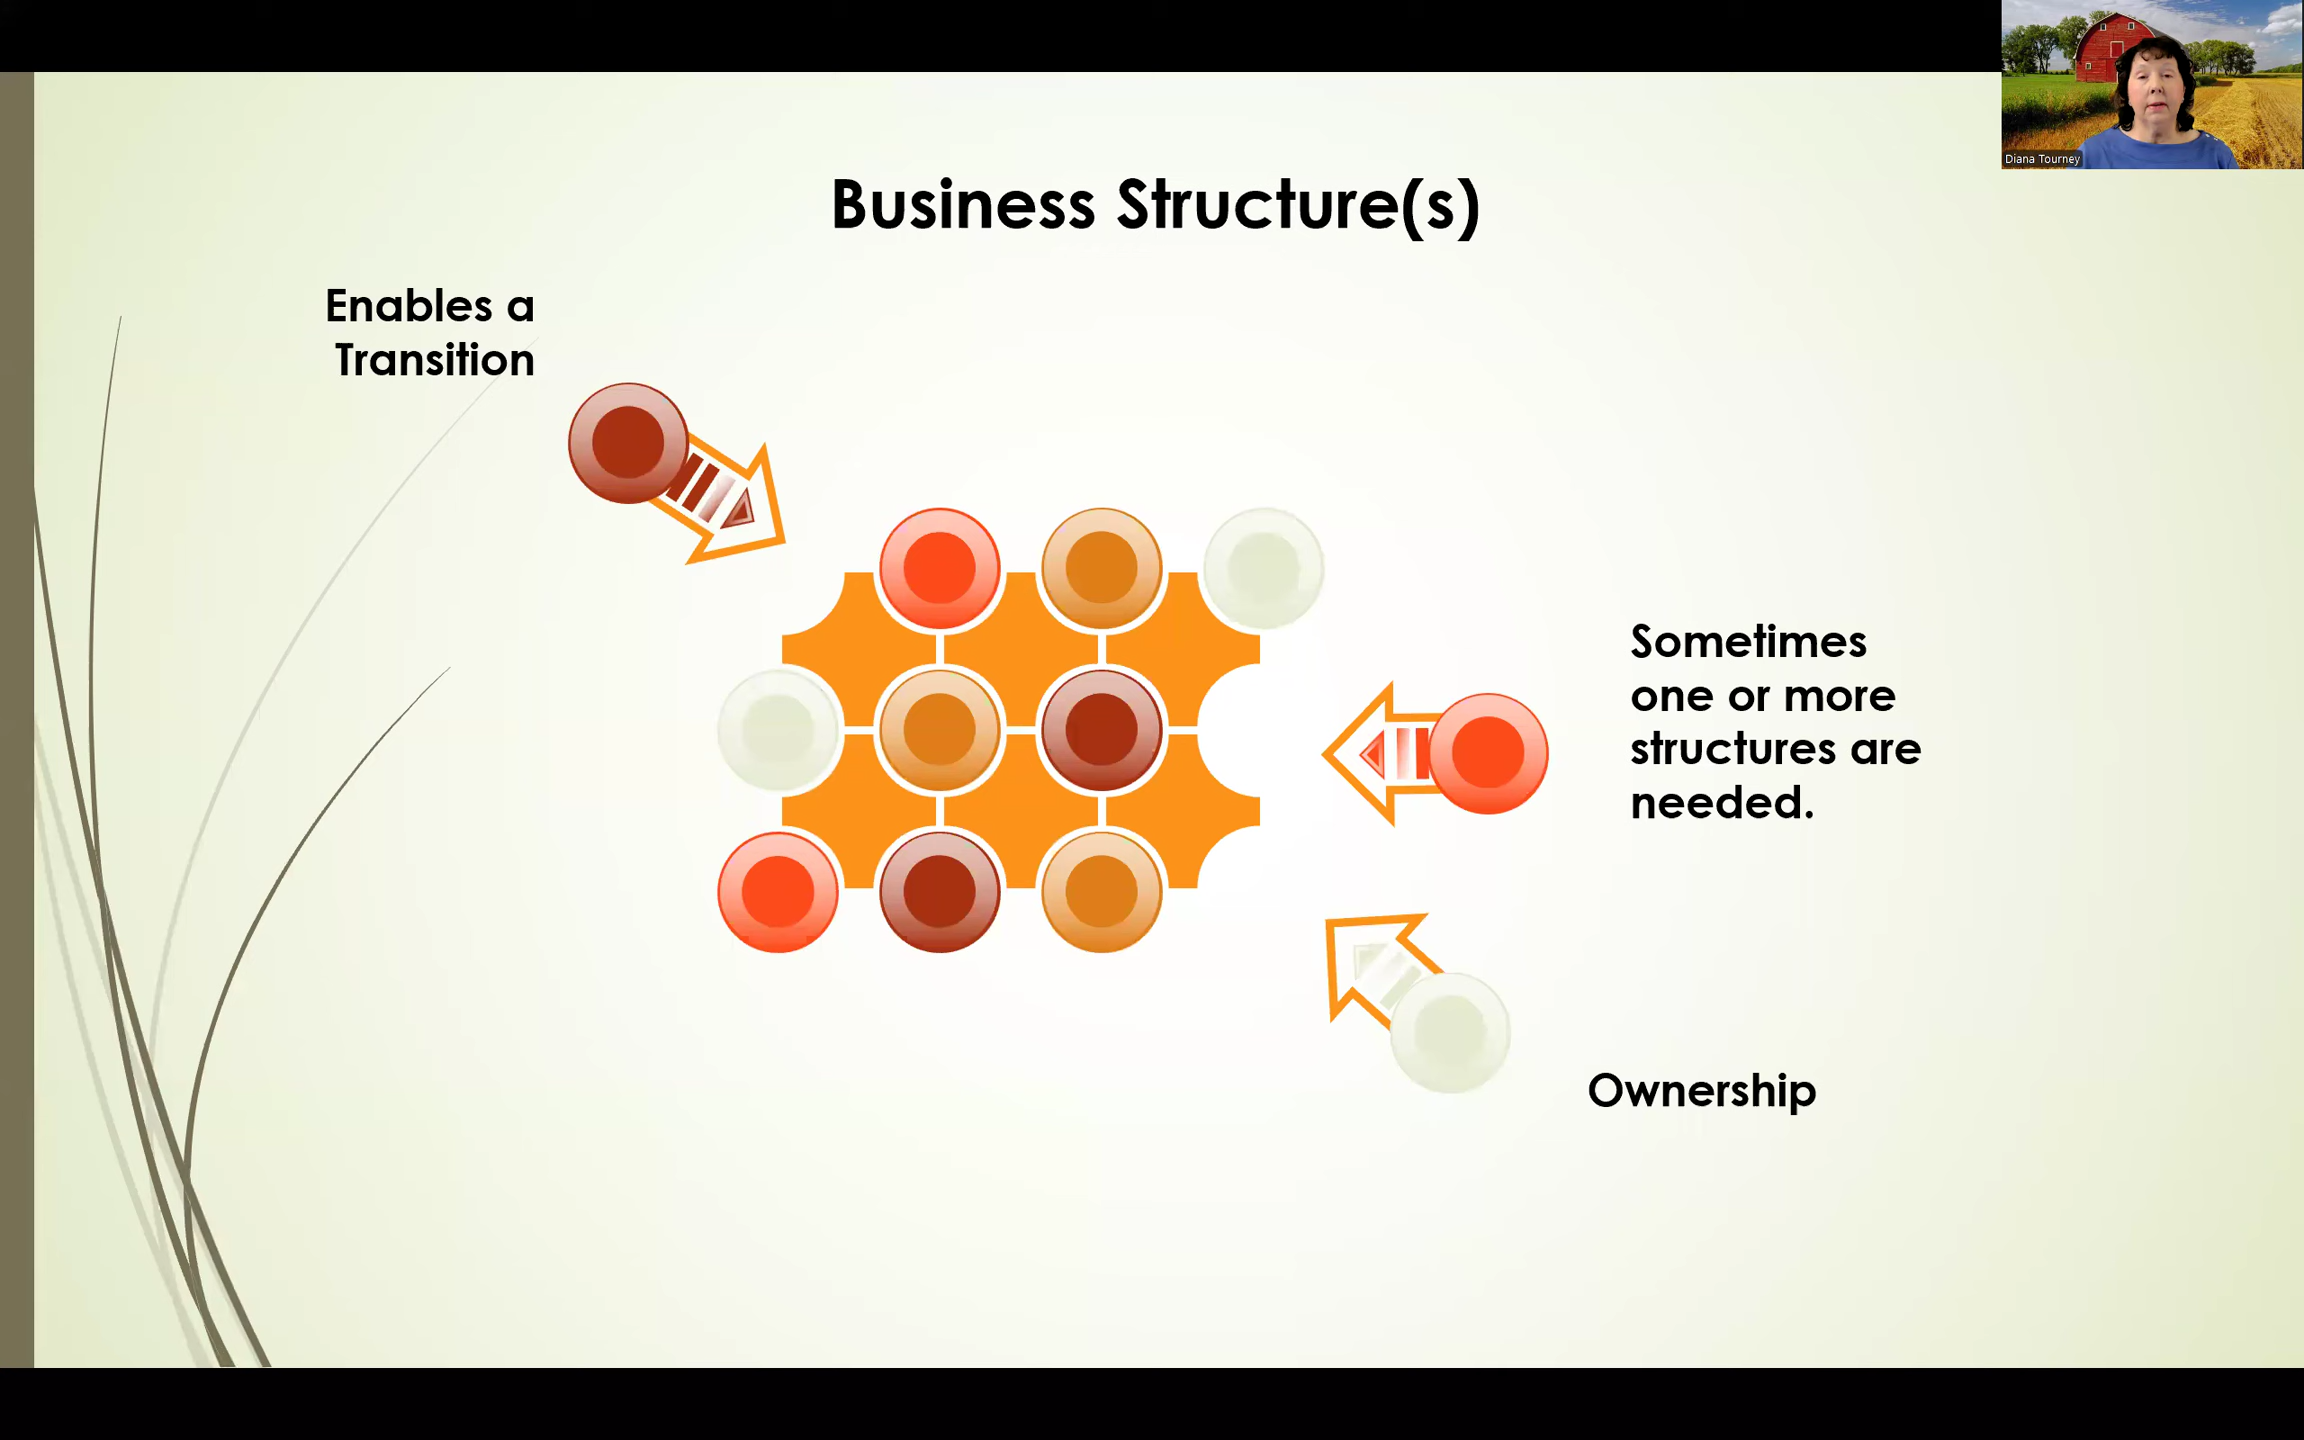 Diana Tourney
Business Structure(s)
Enables a
Transition
Sometimes
one or more
structures are
needed.
Ownership